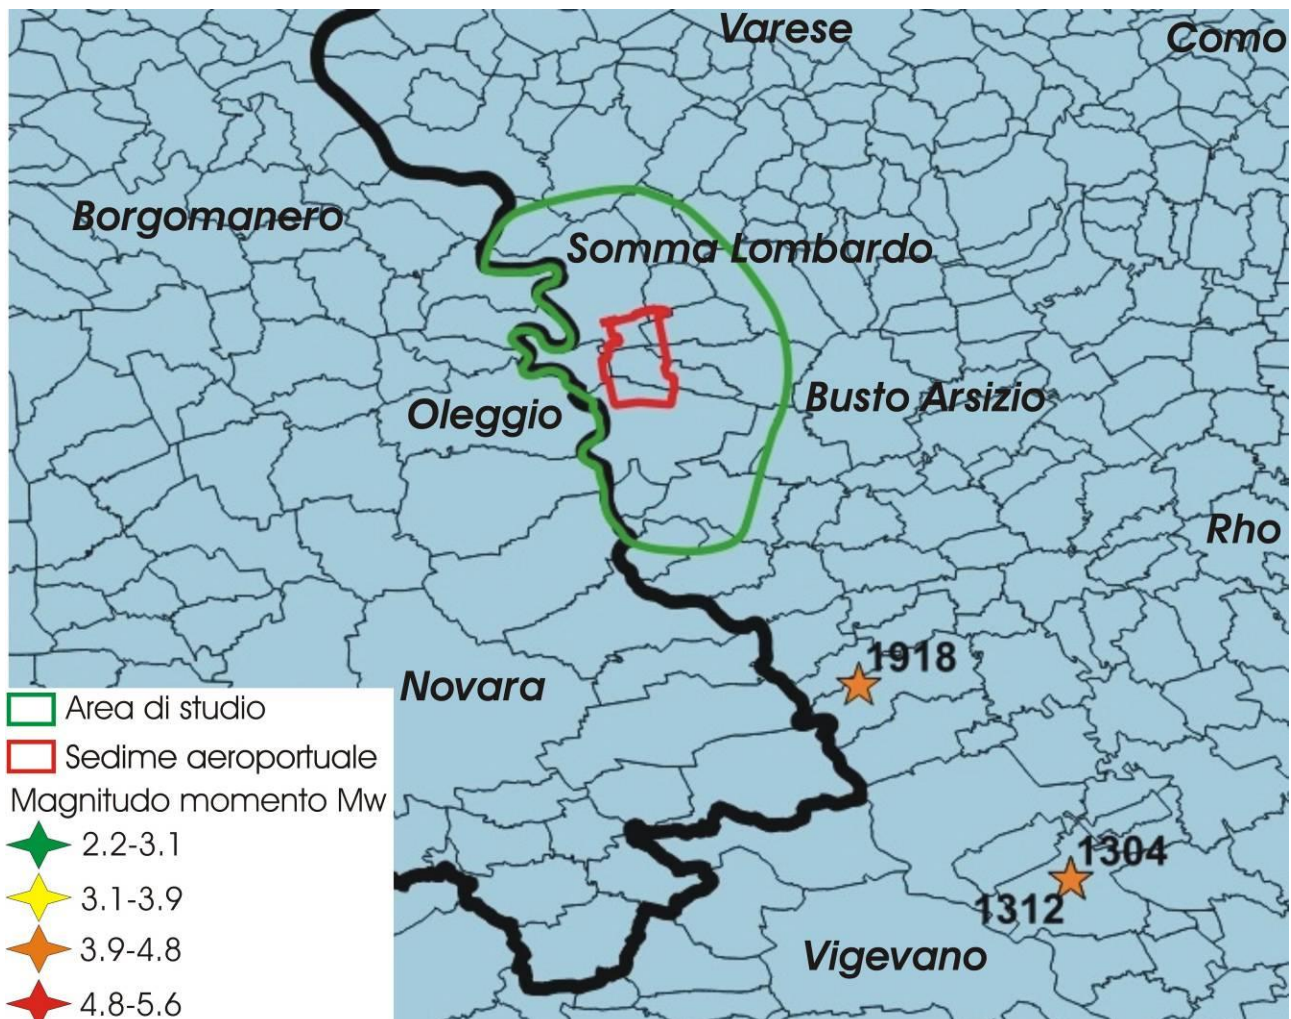 Varese
Como
Borgomanero
Somma Lombardo
Busto Arsizio
Oleggio
Rho
1918
Novara
Area di studio
Sedime aeroportuale
Magnitudo momento Mw
2.2-3.1
3.1-3.9
3.9-4.8
4.8-5.6
1304
1312
Vigevano